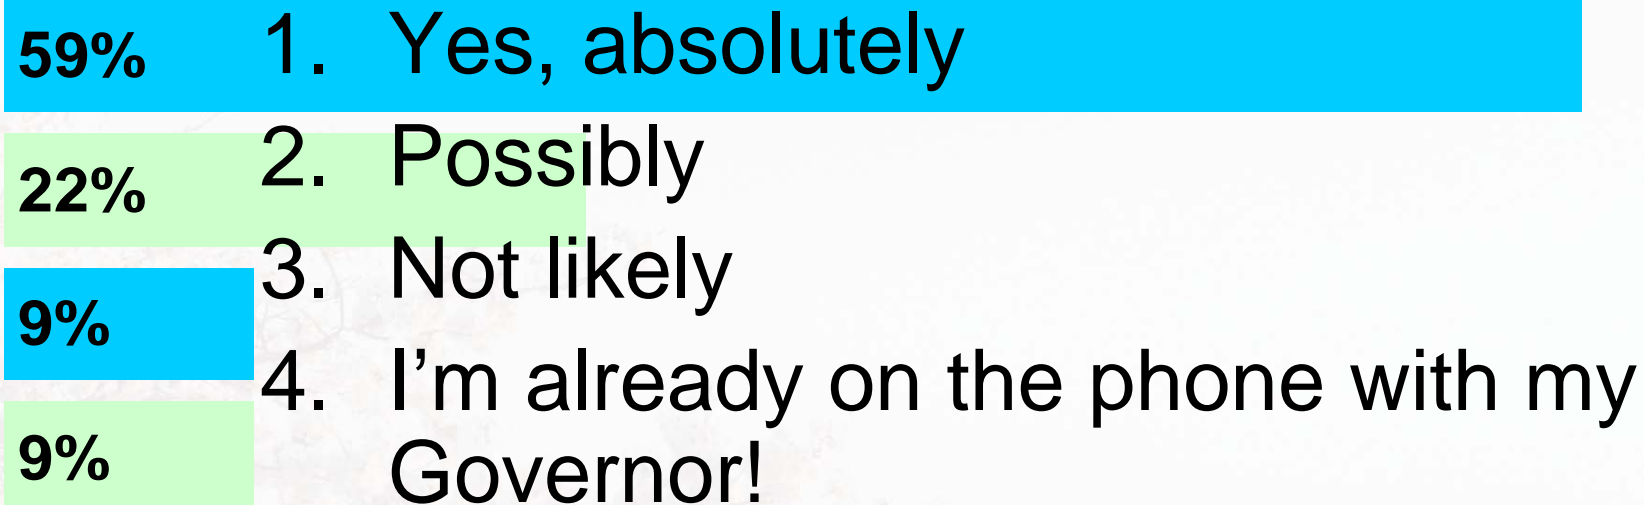 59% 1. Yes, absolutely
22% 2. Possibly
9% 3. Not likely
9% 4. I’m already on the phone with my
Governor!